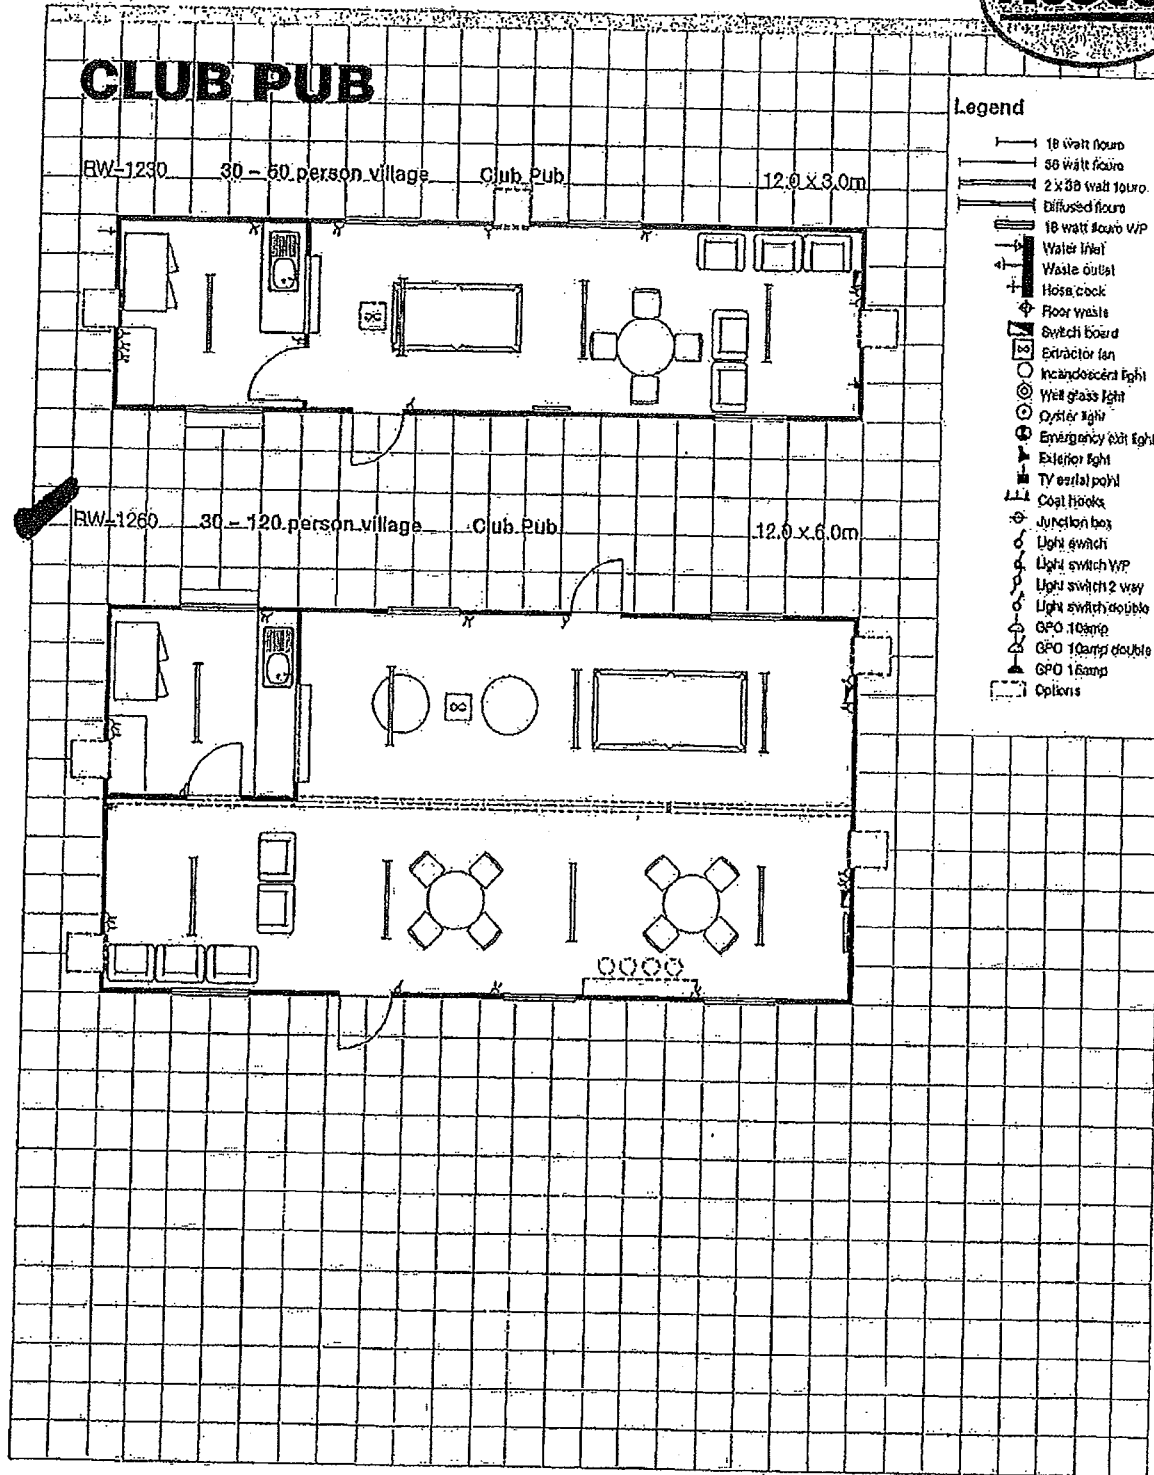 CLUB PUB
RW-1230 30 - 60 person village Club Pub 12.0 x 3.0m
RW-1260 30 - 120 person village Club Pub 12.0 x 6.0m
Legend
18 watt flouro
36 watt flouro
2 x 36 watt flouro
Diffused flouro
18 watt flouro WP
Water inlet
Waste outlet
Hose cock
Floor waste
Switch board
Extractor fan
Incandescent light
Well glass light
Oyster light
Emergency exit light
Exterior light
TV aerial point
Coat hooks
Junction box
Light switch
Light switch WP
Light switch 2 way
Light switch double
GPO 10amp
GPO 10amp double
GPO 15amp
Options